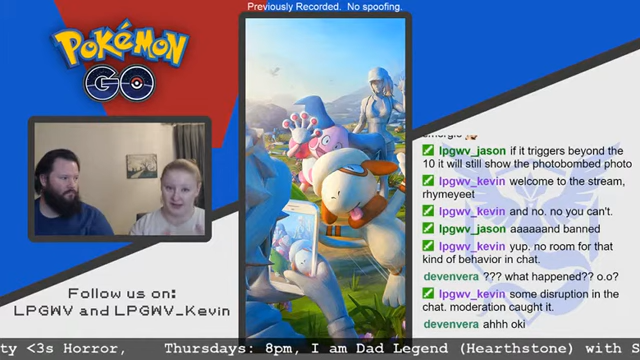 Previously Recorded. No spoofing.
POKÉMON
GO
lpgwv_jason if it triggers beyond the
10 it will still show the photobombed photo
lpgwv_kevin welcome to the stream,
rhymeyeet
lpgwv_kevin and no. no you can't.
lpgwv_jason aaaaaand banned
lpgwv_kevin yup. no room for that
kind of behavior in chat.
devenvera ??? what happened?? o.o?
lpgwv_kevin some disruption in the
chat. moderation caught it.
devenvera ahhh oki
Follow us on:
LPGWV and LPGWV_Kevin
ty <3s Horror, Thursdays: 8pm, I am Dad Legend (Hearthstone) with S